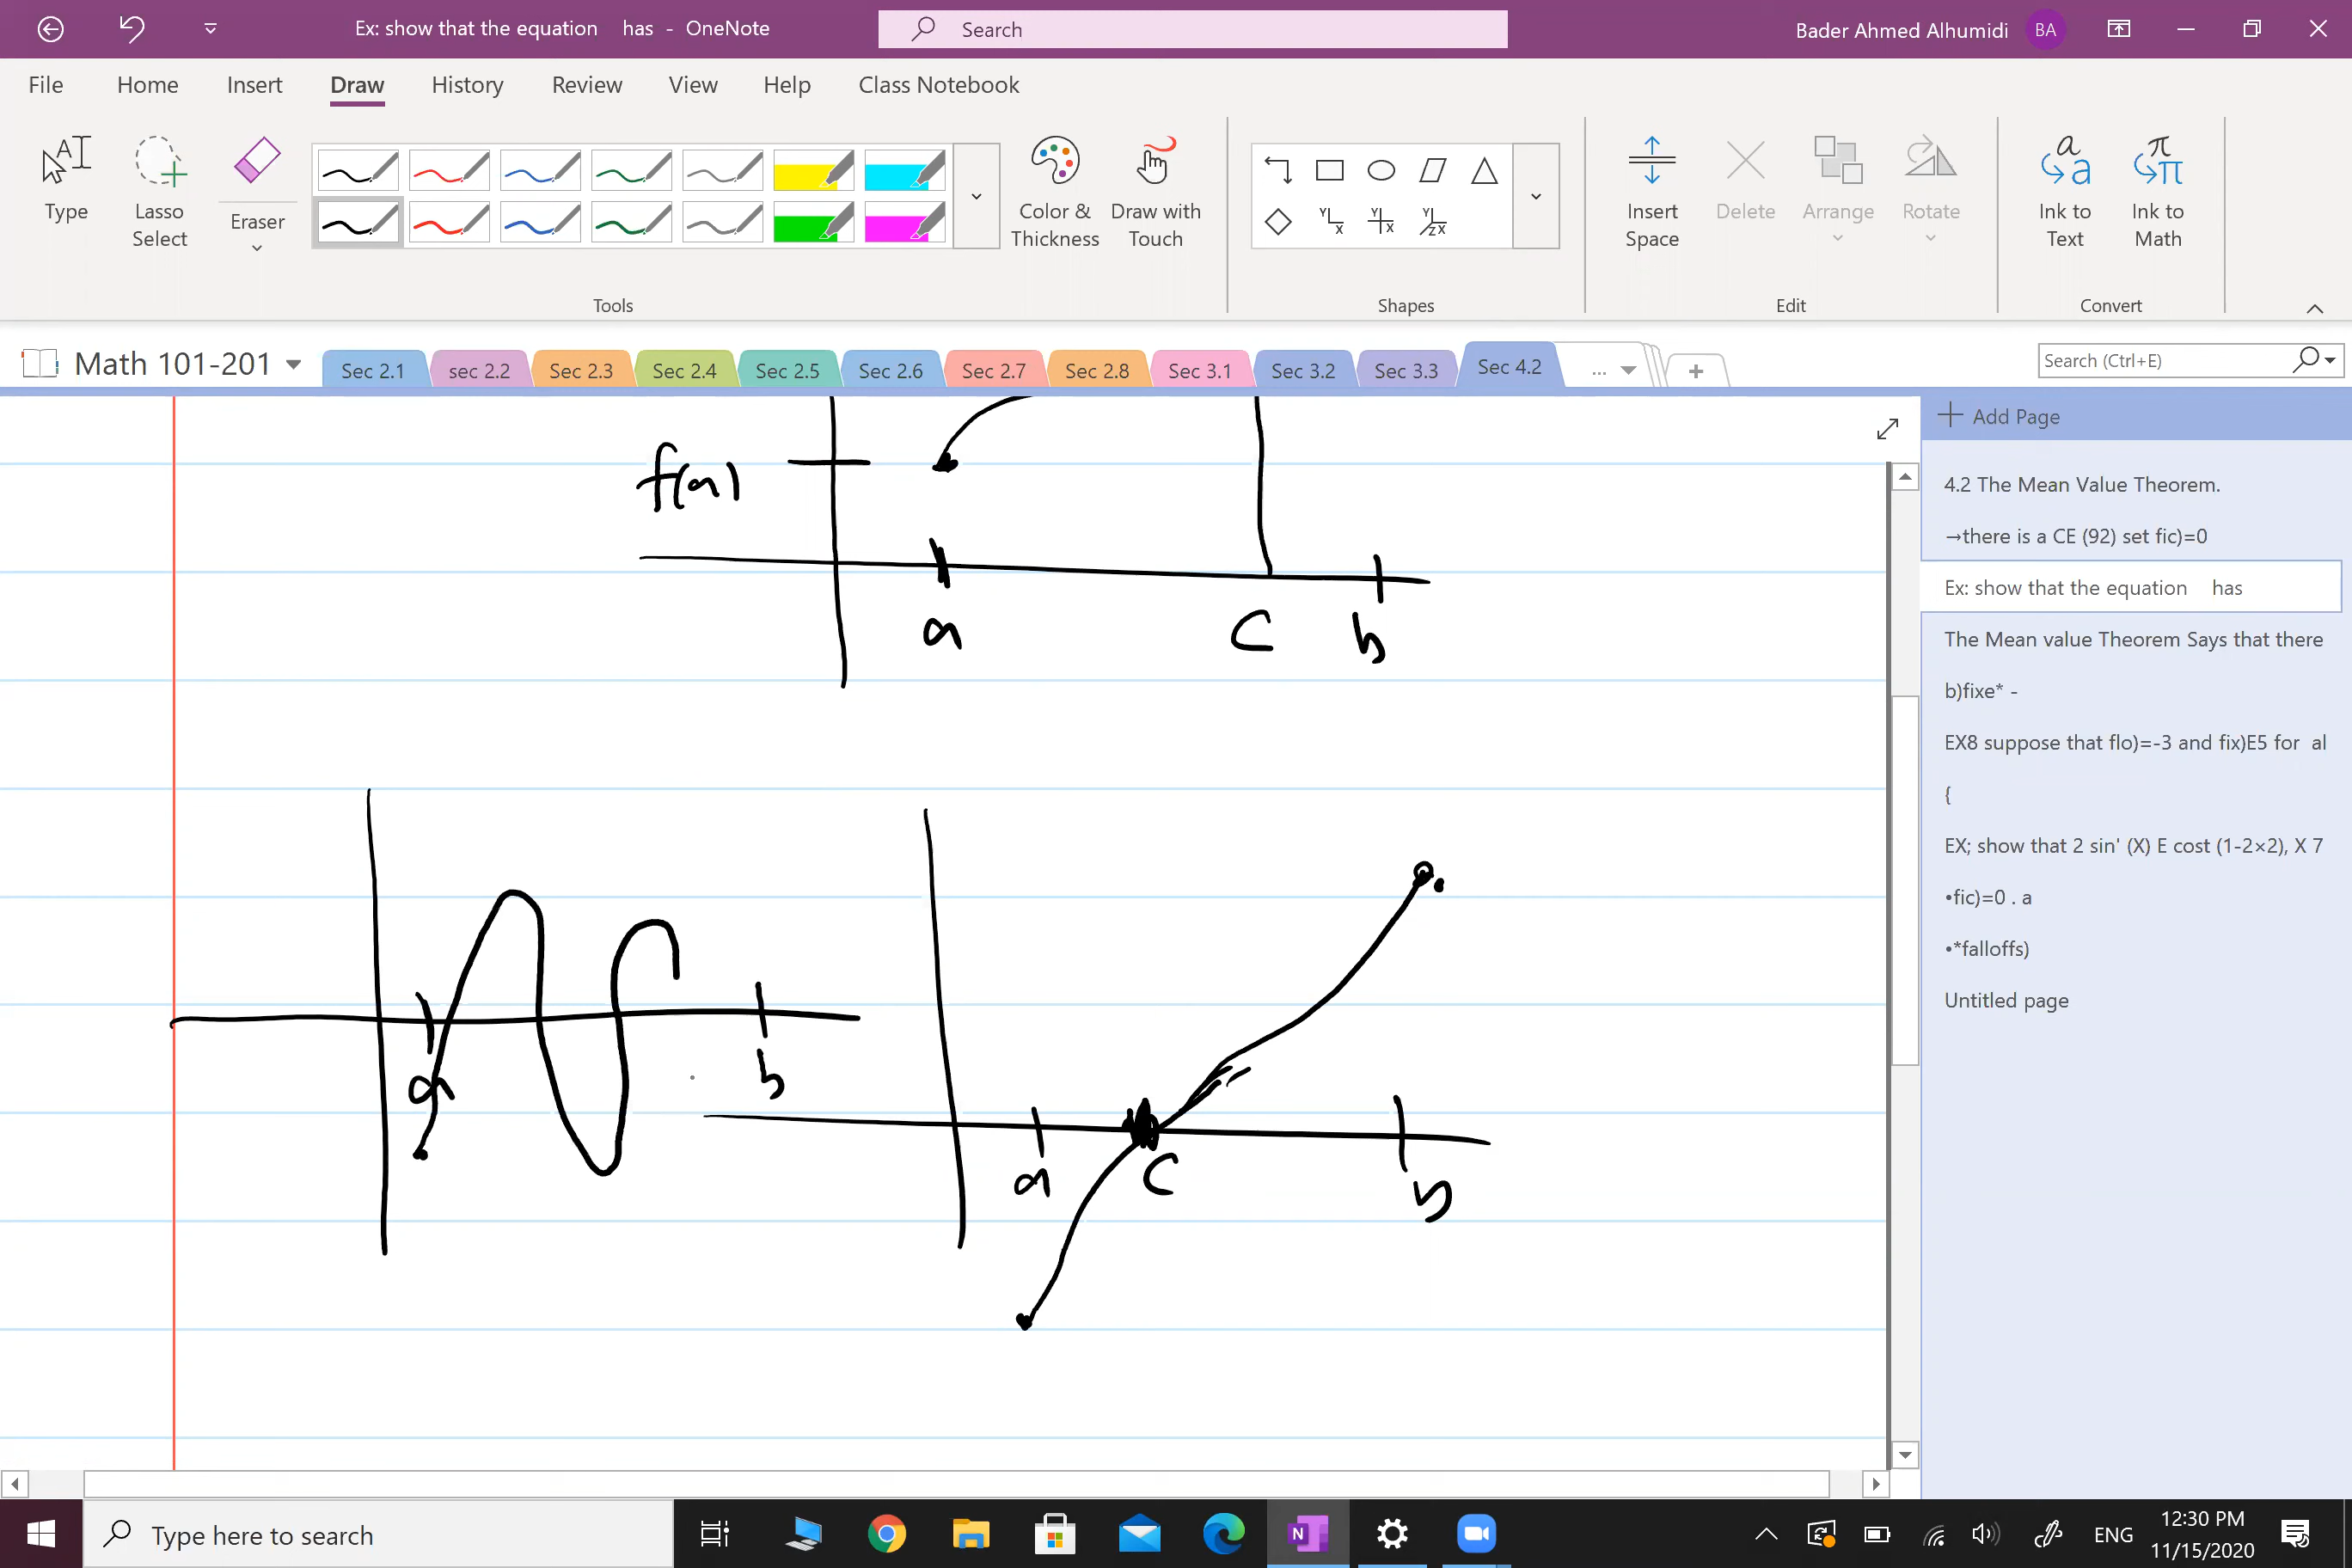 Ex: show that the equation    has  -  OneNote
Search
Bader Ahmed Alhumidi
BA
File
Home
Insert
Draw
History
Review
View
Help
Class Notebook
Type
Lasso
Select
Eraser
Color &
Thickness
Draw with
Touch
Insert
Space
Delete
Arrange
Rotate
Ink to
Text
Ink to
Math
Tools
Shapes
Edit
Convert
Math 101-201
Sec 2.1
sec 2.2
Sec 2.3
Sec 2.4
Sec 2.5
Sec 2.6
Sec 2.7
Sec 2.8
Sec 3.1
Sec 3.2
Sec 3.3
Sec 4.2
...
Search (Ctrl+E)
Add Page
4.2 The Mean Value Theorem.
→there is a CE (92) set fic)=0
Ex: show that the equation    has
The Mean value Theorem Says that there
b)fixe* -
EX8 suppose that flo)=-3 and fix)E5 for  al
{
EX; show that 2 sin' (X) E cost (1-2×2), X 7
•fic)=0 . a
•*falloffs)
Untitled page
f(a)
a
c
b
a
b
a
c
b
Type here to search
ENG
12:30 PM
11/15/2020